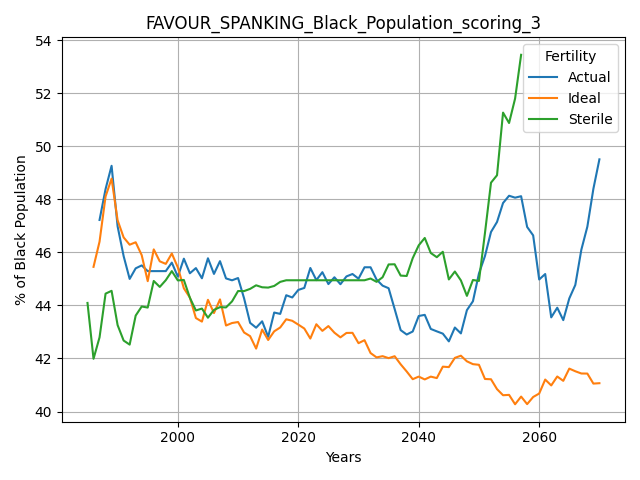 FAVOUR_SPANKING_Black_Population_scoring_3
54
52
50
48
46
44
42
40
% of Black Population
Fertility
Actual
Ideal
Sterile
2000
2020
2040
2060
Years